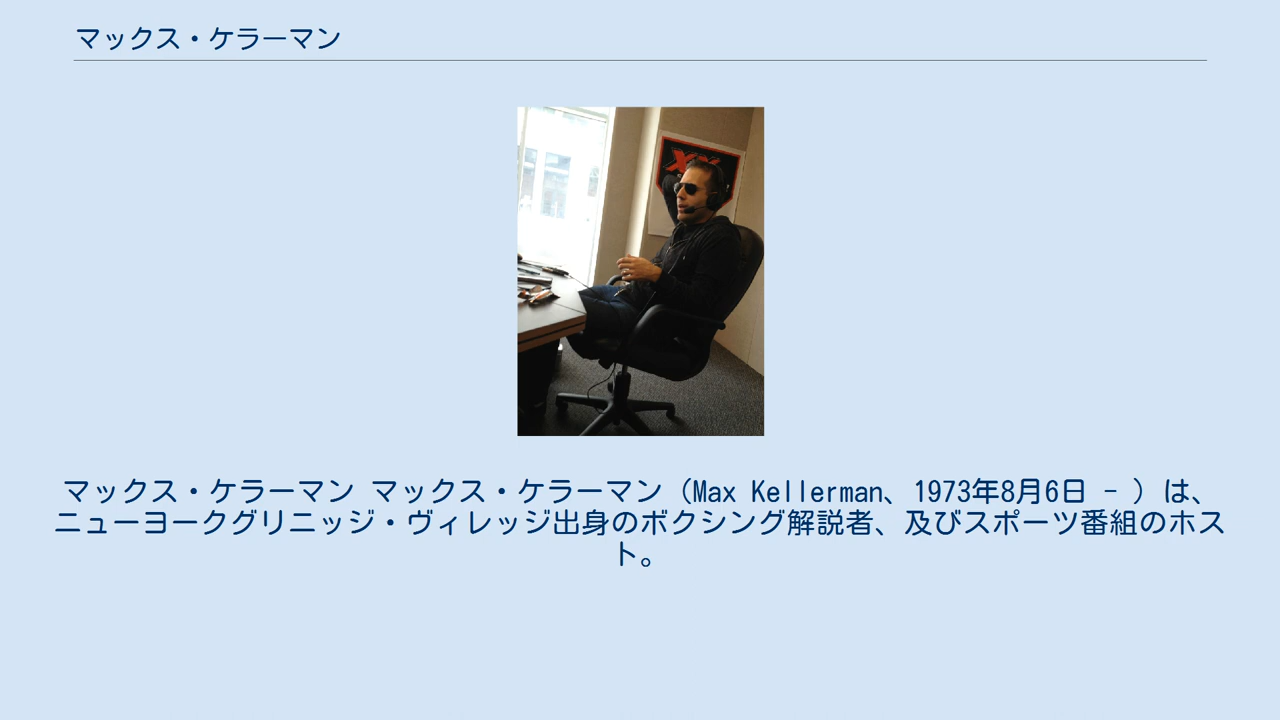 マックス・ケラーマン
マックス・ケラーマン マックス・ケラーマン（Max Kellerman、1973年8月6日 - ）は、
ニューヨークグリニッジ・ヴィレッジ出身のボクシング解説者、及びスポーツ番組のホス
ト。